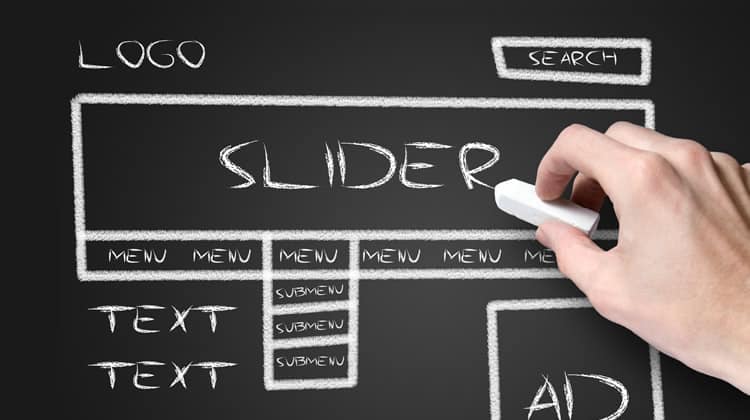 LOGO
SEARCH
SLIDER
MENU MENU MENU MENU MENU
SUBMENU
SUBMENU
SUBMENU
TEXT
TEXT
AD